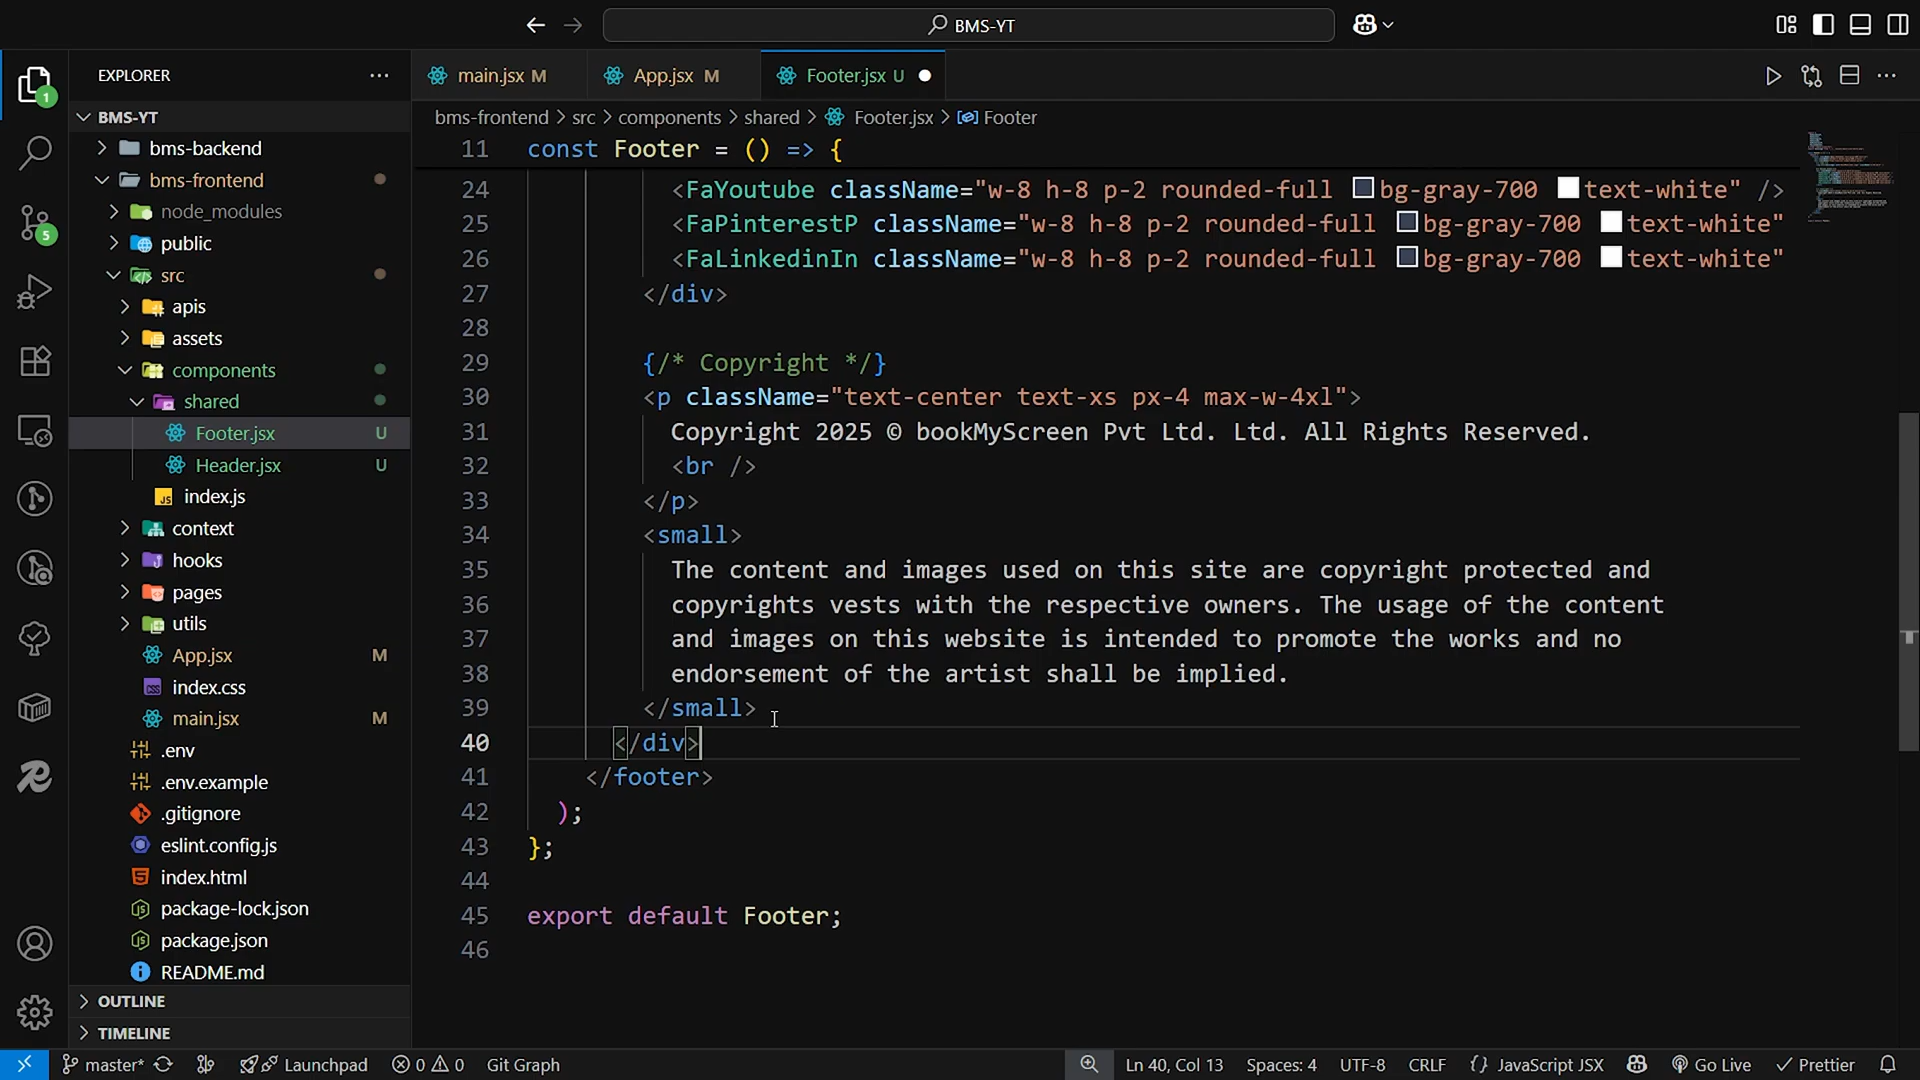 BMS-YT
EXPLORER
main.jsx M
App.jsx M
Footer.jsx U
BMS-YT
bms-backend
bms-frontend
node_modules
public
src
apis
assets
components
shared
Footer.jsx U
Header.jsx U
index.js
context
hooks
pages
utils
App.jsx M
index.css
main.jsx M
.env
.env.example
.gitignore
eslint.config.js
index.html
package-lock.json
package.json
README.md
OUTLINE
TIMELINE
1
5
bms-frontend > src > components > shared > Footer.jsx > Footer
11 const Footer = () => {
24 <FaYoutube className="w-8 h-8 p-2 rounded-full bg-gray-700 text-white" />
25 <FaPinterestP className="w-8 h-8 p-2 rounded-full bg-gray-700 text-white"
26 <FaLinkedinIn className="w-8 h-8 p-2 rounded-full bg-gray-700 text-white"
27 </div>
28
29 {/* Copyright */}
30 <p className="text-center text-xs px-4 max-w-4xl">
31 Copyright 2025 © bookMyScreen Pvt Ltd. Ltd. All Rights Reserved.
32 <br />
33 </p>
34 <small>
35 The content and images used on this site are copyright protected and
36 copyrights vests with the respective owners. The usage of the content
37 and images on this website is intended to promote the works and no
38 endorsement of the artist shall be implied.
39 </small>
40 </div>
41 </footer>
42 );
43 };
44
45 export default Footer;
46
master* Launchpad 0 0 Git Graph Ln 40, Col 13 Spaces: 4 UTF-8 CRLF {} JavaScript JSX Go Live Prettier